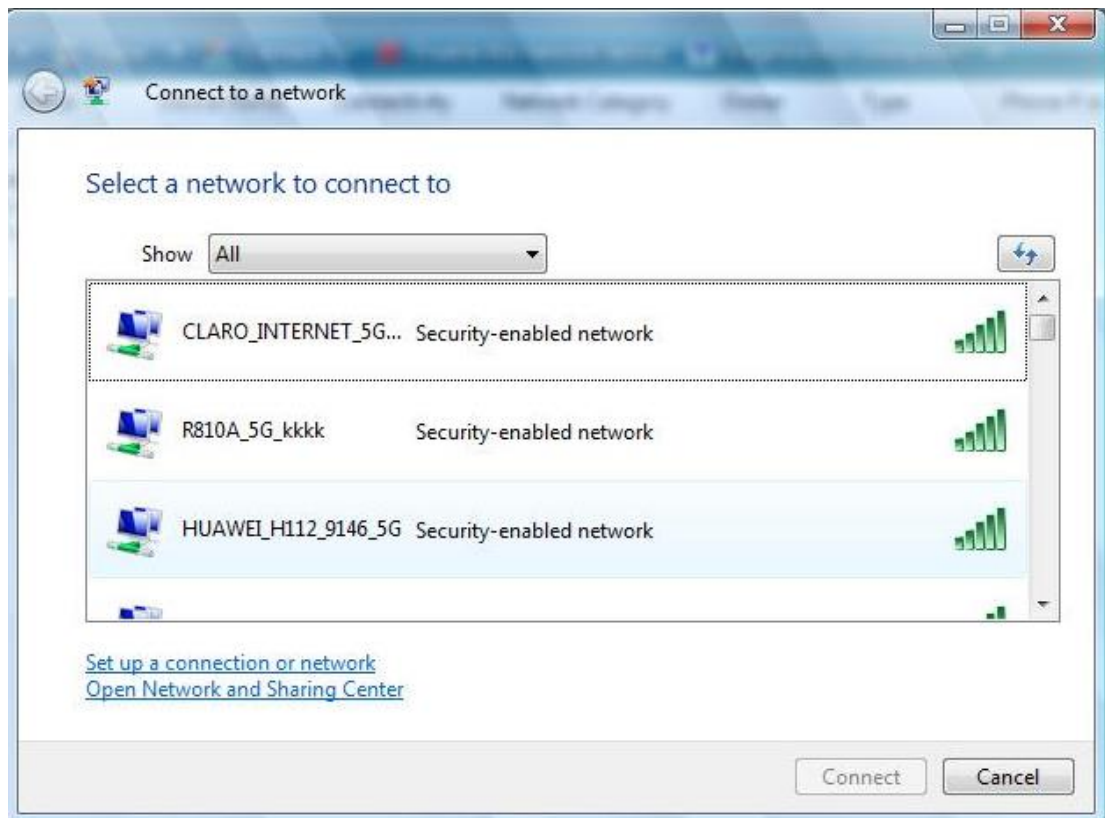 Connect to a network
Select a network to connect to
Show All
CLARO_INTERNET_5G... Security-enabled network
R810A_5G_kkkk Security-enabled network
HUAWEI_H112_9146_5G Security-enabled network
Set up a connection or network
Open Network and Sharing Center
Connect Cancel